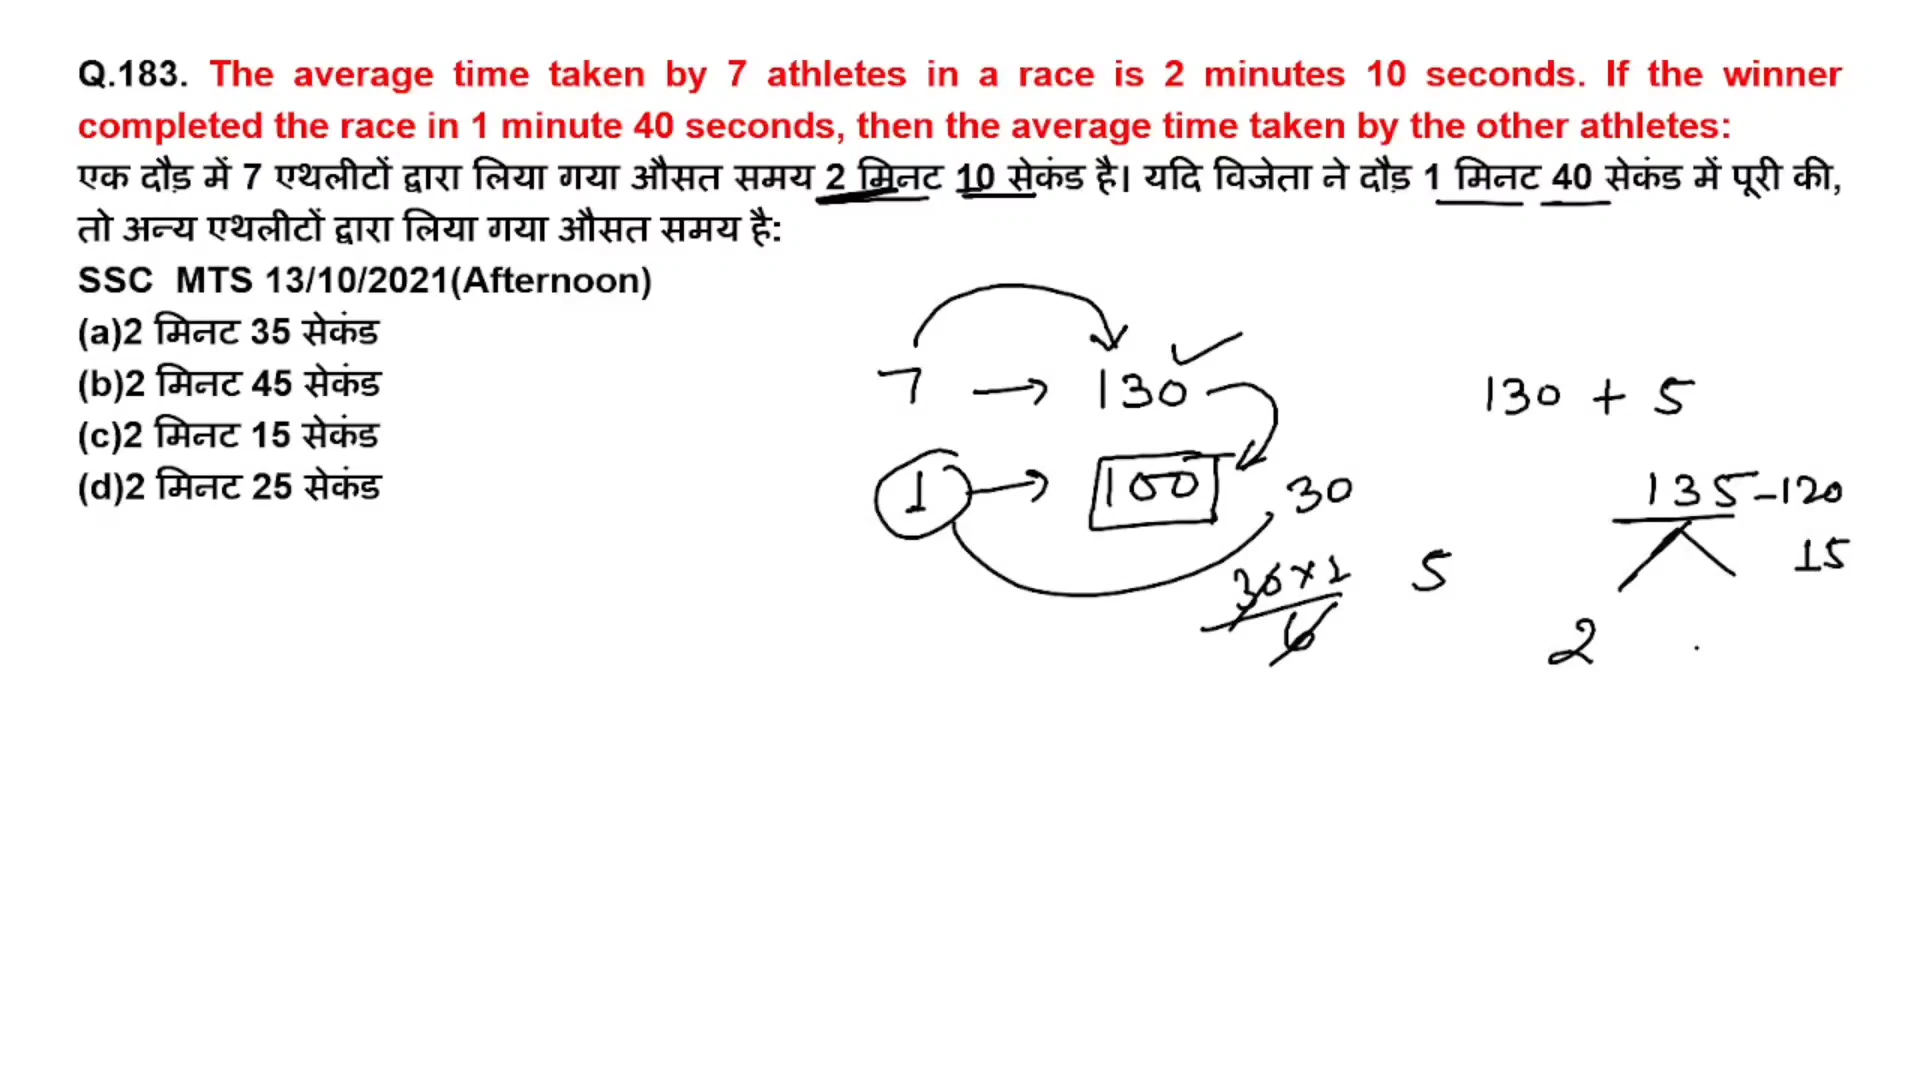 Q.183. The average time taken by 7 athletes in a race is 2 minutes 10 seconds. If the winner
completed the race in 1 minute 40 seconds, then the average time taken by the other athletes:
एक दौड़ में 7 एथलीटों द्वारा लिया गया औसत समय 2 मिनट 10 सेकंड है। यदि विजेता ने दौड़ 1 मिनट 40 सेकंड में पूरी की,
तो अन्य एथलीटों द्वारा लिया गया औसत समय है:
SSC MTS 13/10/2021(Afternoon)
(a)2 मिनट 35 सेकंड
(b)2 मिनट 45 सेकंड
(c)2 मिनट 15 सेकंड
(d)2 मिनट 25 सेकंड
7 → 130
1 → 100
30
30×1
6
5
130 + 5
135-120
15
2